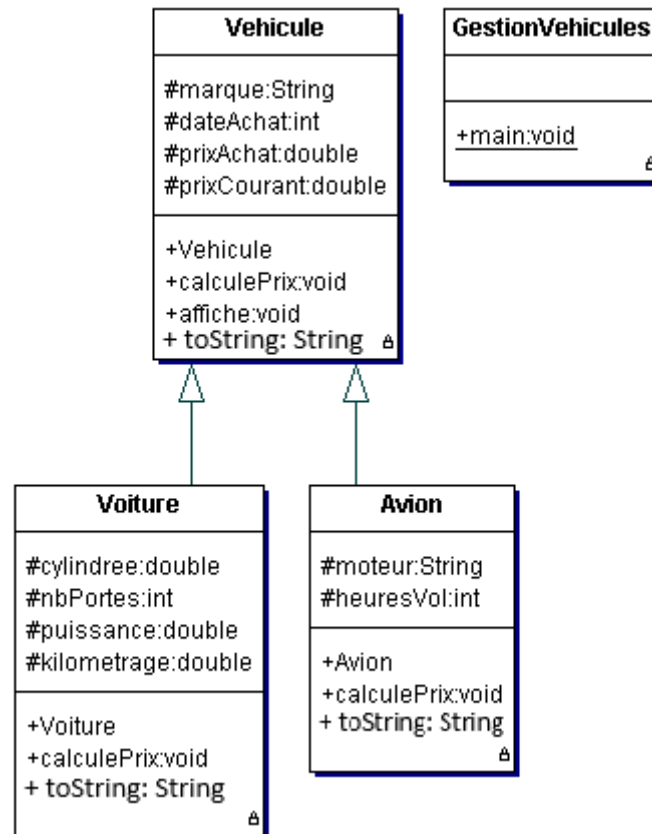 Vehicule
#marque:String
#dateAchat:int
#prixAchat:double
#prixCourant:double
+Vehicule
+calculePrix:void
+affiche:void
+ toString: String
GestionVehicules
+main:void
Voiture
#cylindree:double
#nbPortes:int
#puissance:double
#kilometrage:double
+Voiture
+calculePrix:void
+ toString: String
Avion
#moteur:String
#heuresVol:int
+Avion
+calculePrix:void
+ toString: String